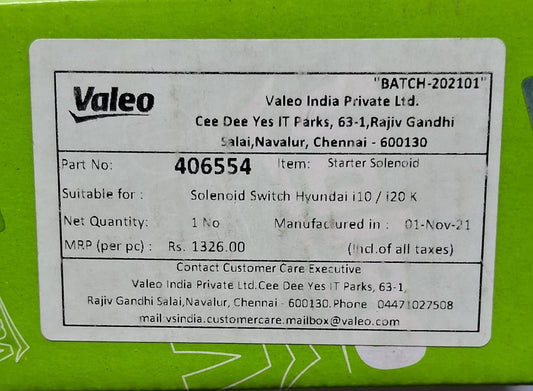 "BATCH-202101"
Valeo
Valeo India Private Ltd.
Cee Dee Yes IT Parks, 63-1,Rajiv Gandhi
Salai,Navalur, Chennai - 600130
Part No: 406554 Item: Starter Solenoid
Suitable for : Solenoid Switch Hyundai i10 / i20 K
Net Quantity: 1 No Manufactured in : 01-Nov-21
MRP (per pc) : Rs. 1326.00 (Incl.of all taxes)
Contact Customer Care Executive
Valeo India Private Ltd.Cee Dee Yes IT Parks, 63-1,
Rajiv Gandhi Salai,Navalur, Chennai - 600130.Phone 04471027508
mail:vsindia.customercare.mailbox@valeo.com